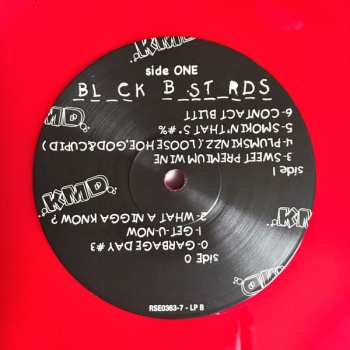 side ONE
BL_CK B_ST_RDS
KMD.
KMD.
KMD.
KMD.
side 0
0-GARBAGE DAY #3
1-GET-U-NOW
2-WHAT A NIGGA KNOW?
side 1
3-SWEET PREMIUM WINE
4-PLUMSKINZZ.(LOOSE HOE,GOD&CUPID)
5-SMOKIN' THAT S*#%
6-CONTACT BLITT
RSE0363-7 - LP B